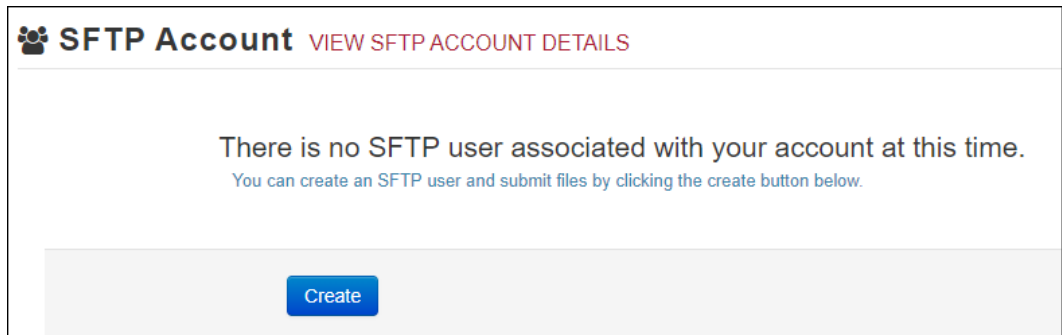 SFTP Account VIEW SFTP ACCOUNT DETAILS
There is no SFTP user associated with your account at this time.
You can create an SFTP user and submit files by clicking the create button below.
Create